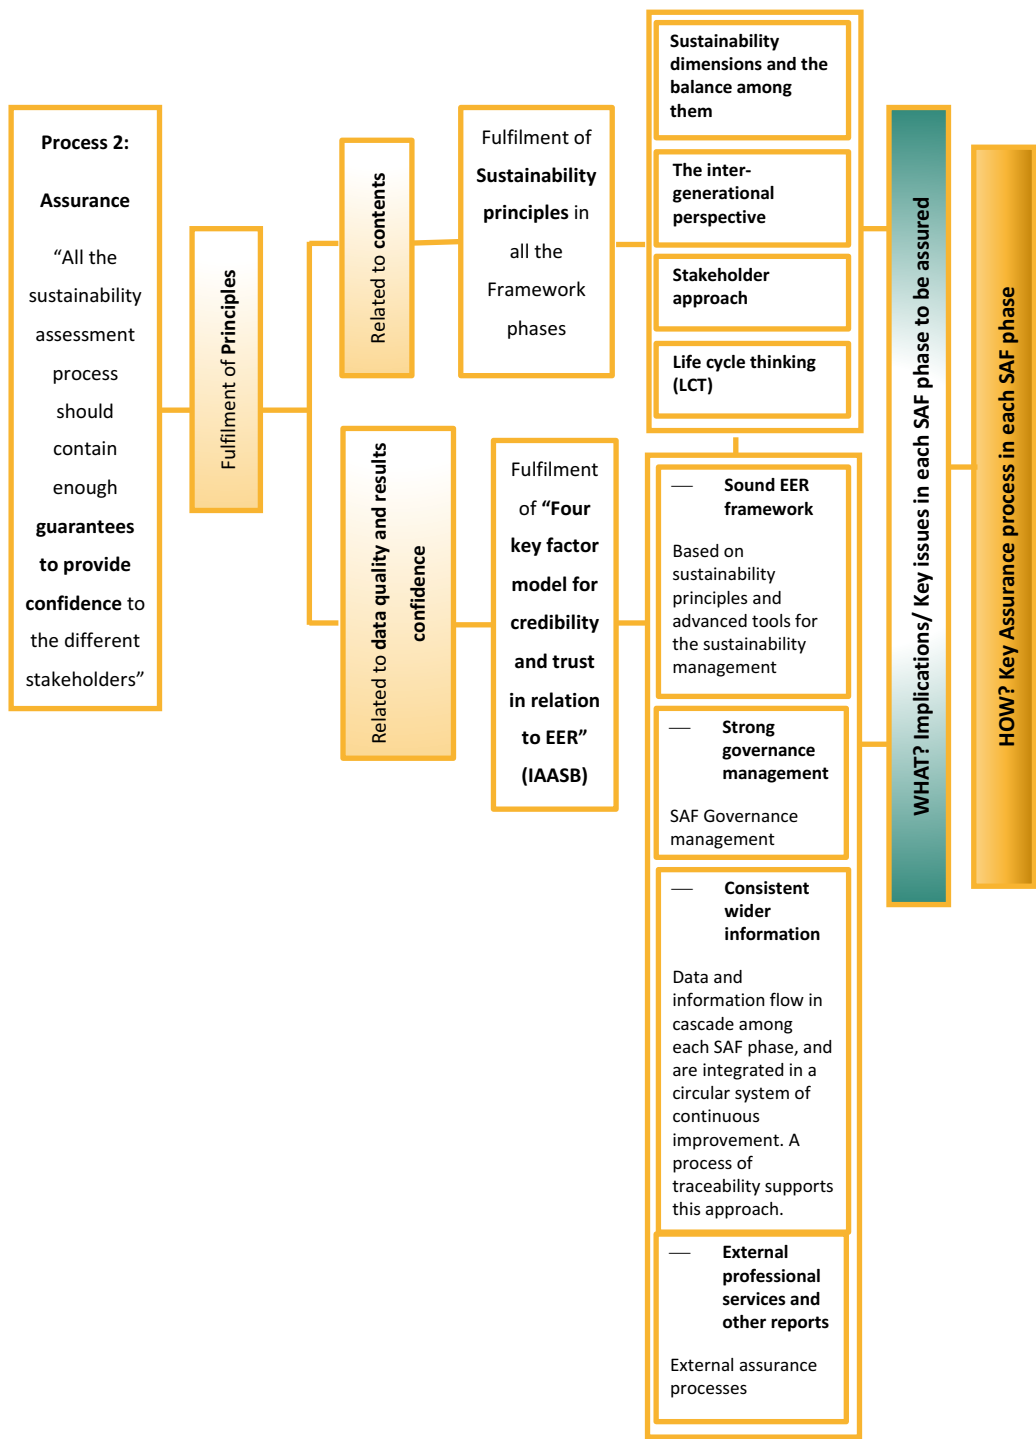 Process 2:
Assurance
“All the
sustainability
assessment
process
should
contain
enough
guarantees
to provide
confidence to
the different
stakeholders”
Fulfilment of Principles
Related to contents
Fulfilment of
Sustainability
principles in
all the
Framework
phases
Sustainability
dimensions and the
balance among
them
The inter-
generational
perspective
Stakeholder
approach
Life cycle thinking
(LCT)
Related to data quality and results
confidence
Fulfilment
of “Four
key factor
model for
credibility
and trust
in relation
to EER”
(IAASB)
— Sound EER
framework
Based on
sustainability
principles and
advanced tools for
the sustainability
management
— Strong
governance
management
SAF Governance
management
— Consistent
wider
information
Data and
information flow in
cascade among
each SAF phase, and
are integrated in a
circular system of
continuous
improvement. A
process of
traceability supports
this approach.
— External
professional
services and
other reports
External assurance
processes
WHAT? Implications/ Key issues in each SAF phase to be assured
HOW? Key Assurance process in each SAF phase